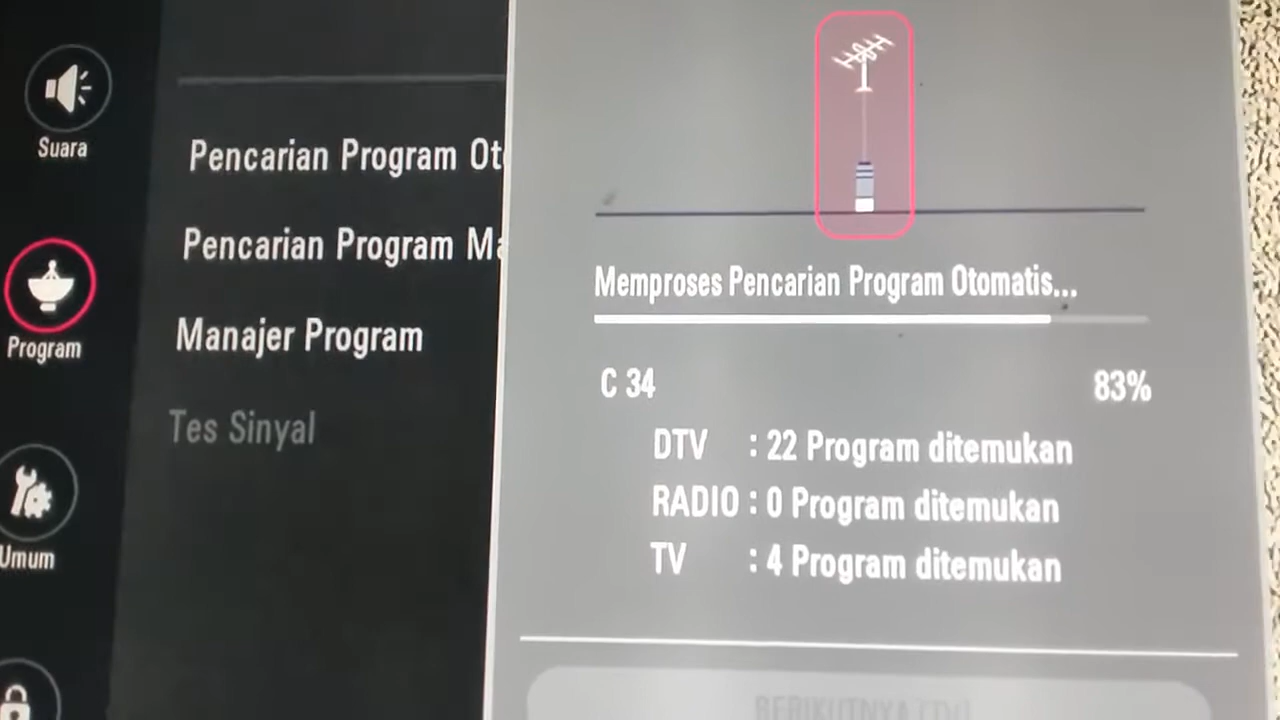 Suara
Program
Umum
Pencarian Program Ot
Pencarian Program Ma
Manajer Program
Tes Sinyal
Memproses Pencarian Program Otomatis...
C 34 83%
DTV : 22 Program ditemukan
RADIO : 0 Program ditemukan
TV : 4 Program ditemukan